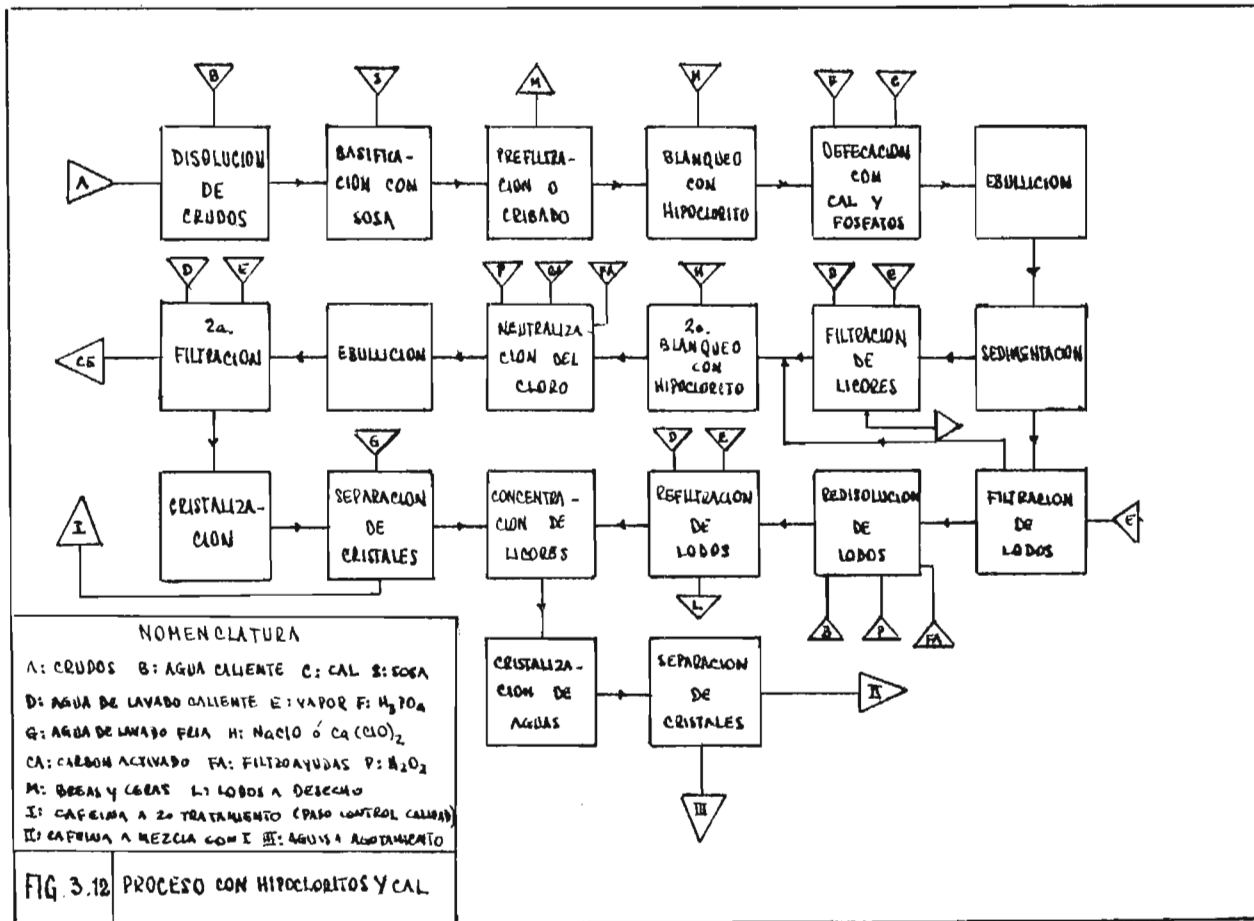 B
S
M
H
F
C
A
DISOLUCION
DE
CRUDOS
BASIFICA-
CION CON
SOSA
PREFILTRA-
CION O
CRIBADO
BLANQUEO
CON
HIPOCLORITO
DEFECACION
CON
CAL Y
FOSFATOS
EBULLICION
D
E
P
CA
FA
H
D
E
CE
2a.
FILTRACION
EBULLICION
NEUTRALIZA-
CION DEL
CLORO
2o.
BLANQUEO
CON
HIPOCLORITO
FILTRACION
DE
LICORES
SEDIMENTACION
G
D
E
I
CRISTALIZA-
CION
SEPARACION
DE
CRISTALES
CONCENTRA-
CION DE
LICORES
REFILTRACION
DE
LODOS
REDISOLUCION
DE
LODOS
FILTRACION
DE
LODOS
E
L
B
P
FA
CRISTALIZA-
CION DE
AGUAS
SEPARACION
DE
CRISTALES
II
III
NOMENCLATURA
A: CRUDOS B: AGUA CALIENTE C: CAL S: SOSA
D: AGUA DE LAVADO CALIENTE E: VAPOR F: H₃PO₄
G: AGUA DE LAVADO FRIA H: NaClO ó Ca(ClO)₂
CA: CARBON ACTIVADO FA: FILTROAYUDAS P: H₂O₂
M: BREAS Y CERAS L: LODOS A DESECHO
I: CAFEINA A 2o TRATAMIENTO (PASO CONTROL CALIDAD)
II: CAFEINA A MEZCLA CON I III: AGUAS A AGOTAMIENTO
FIG. 3.12 PROCESO CON HIPOCLORITOS Y CAL